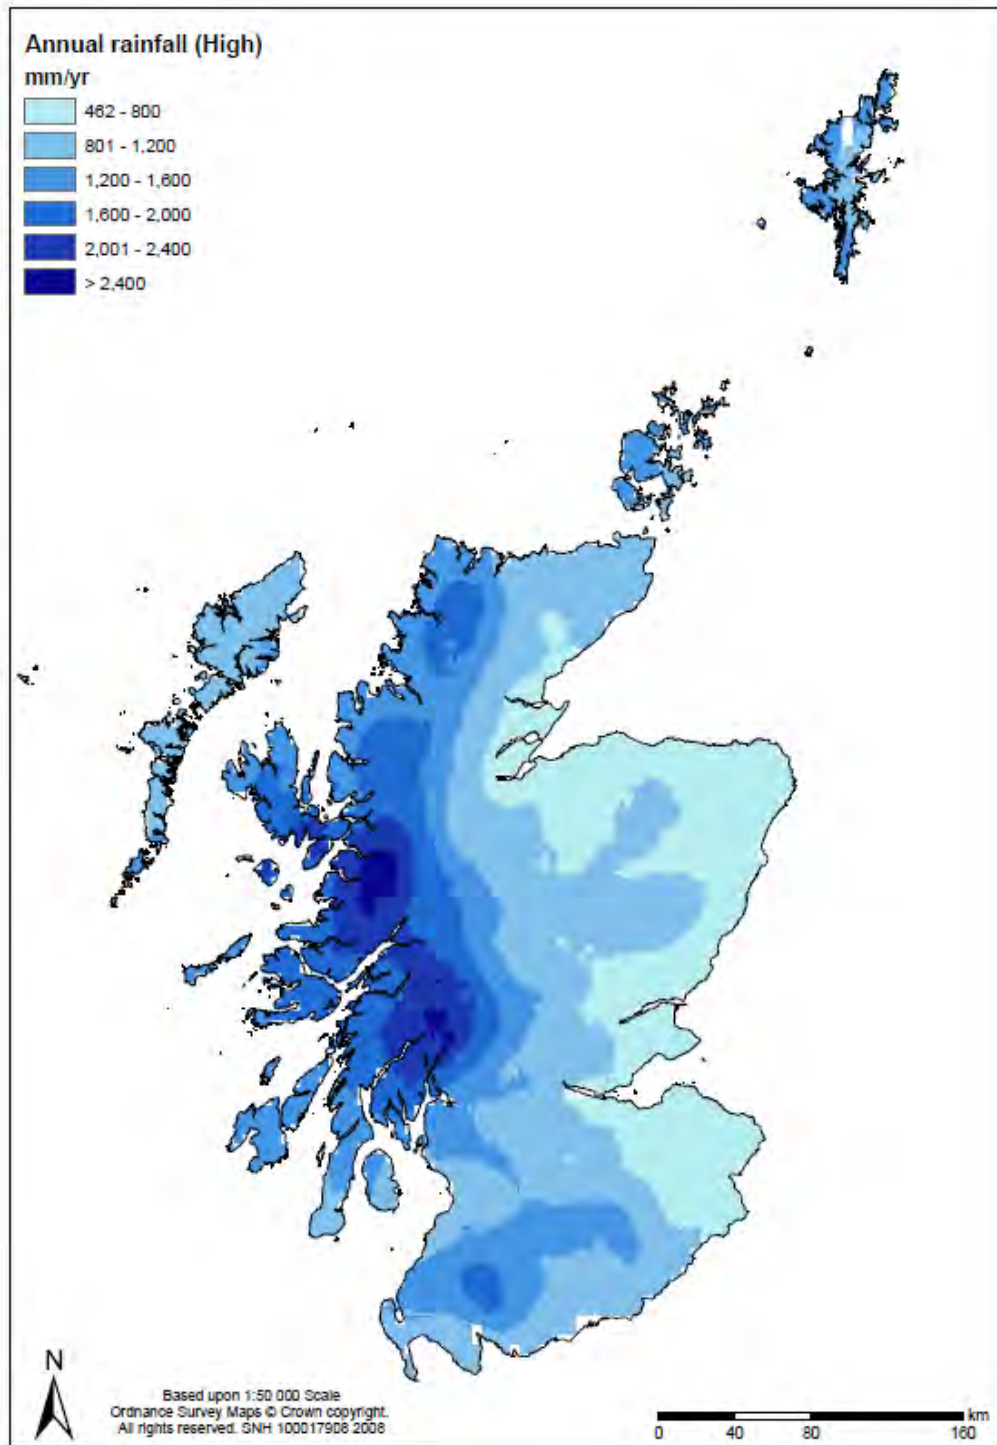 Annual rainfall (High)
mm/yr
462 - 800
801 - 1,200
1,200 - 1,600
1,600 - 2,000
2,001 - 2,400
> 2,400
N
Based upon 1:50 000 Scale
Ordnance Survey Maps © Crown copyright.
All rights reserved. SNH 100017908 2008
km
0 40 80 160